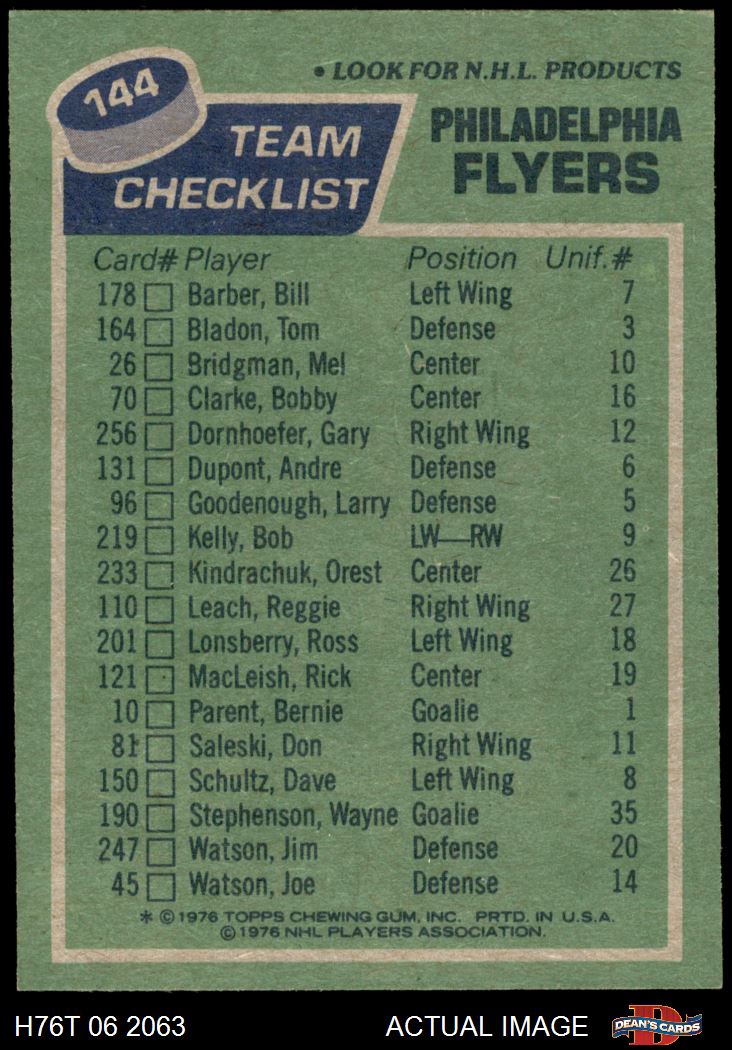 144
• LOOK FOR N.H.L. PRODUCTS
TEAM CHECKLIST
PHILADELPHIA FLYERS
Card# Player Position Unif.#
178 Barber, Bill Left Wing 7
164 Bladon, Tom Defense 3
26 Bridgman, Mel Center 10
70 Clarke, Bobby Center 16
256 Dornhoefer, Gary Right Wing 12
131 Dupont, Andre Defense 6
96 Goodenough, Larry Defense 5
219 Kelly, Bob LW—RW 9
233 Kindrachuk, Orest Center 26
110 Leach, Reggie Right Wing 27
201 Lonsberry, Ross Left Wing 18
121 MacLeish, Rick Center 19
10 Parent, Bernie Goalie 1
81 Saleski, Don Right Wing 11
150 Schultz, Dave Left Wing 8
190 Stephenson, Wayne Goalie 35
247 Watson, Jim Defense 20
45 Watson, Joe Defense 14
* ©1976 TOPPS CHEWING GUM, INC. PRTD. IN U.S.A.
©1976 NHL PLAYERS ASSOCIATION.
H76T 06 2063 ACTUAL IMAGE D DEAN'S CARDS